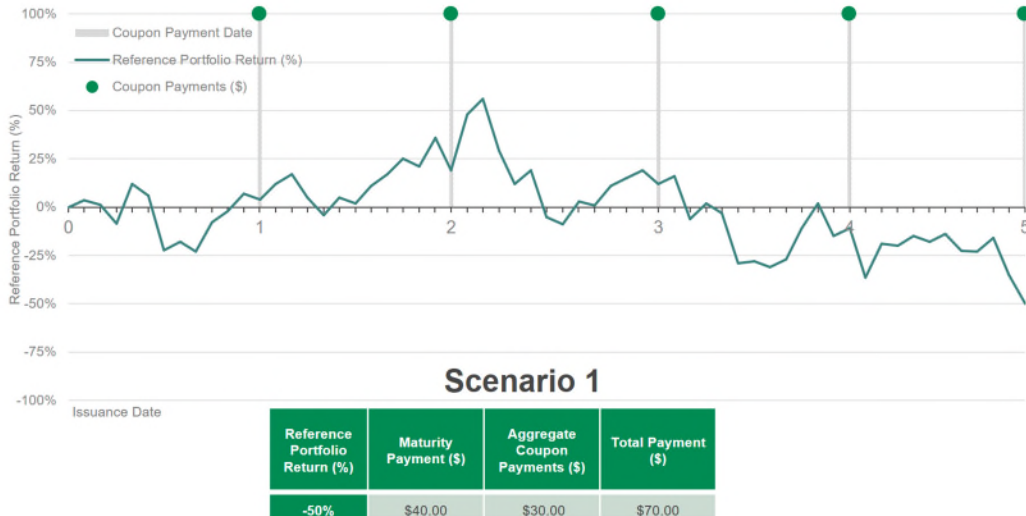 100%
Coupon Payment Date
75%
Reference Portfolio Return (%)
Coupon Payments ($)
50%
25%
0%
0 1 2 3 4 5
-25%
-50%
-75%
-100%
Reference Portfolio Return (%)
Issuance Date
Scenario 1
Reference Portfolio Return (%) Maturity Payment ($) Aggregate Coupon Payments ($) Total Payment ($)
-50% $40.00 $30.00 $70.00